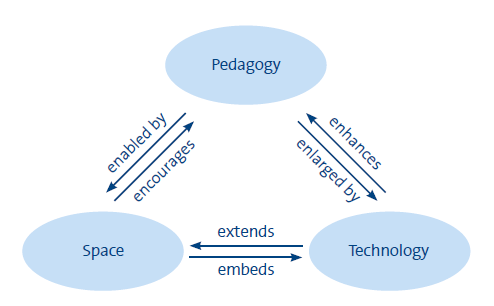 Pedagogy
enabled by
encourages
enhances
enlarged by
Space
extends
embeds
Technology